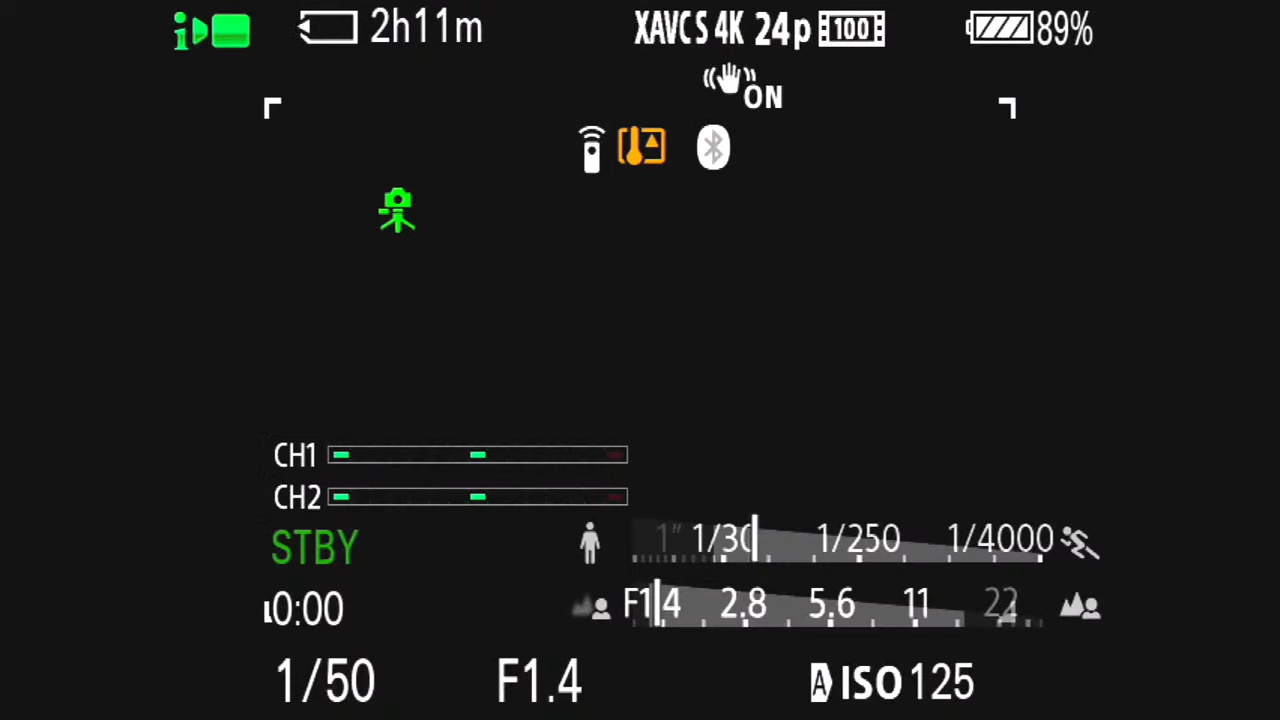 i 2h11m XAVC S 4K 24p 100 89%
ON
CH1
CH2
STBY
1" 1/30 1/250 1/4000
0:00
F1.4 2.8 5.6 11 22
1/50 F1.4 A ISO 125